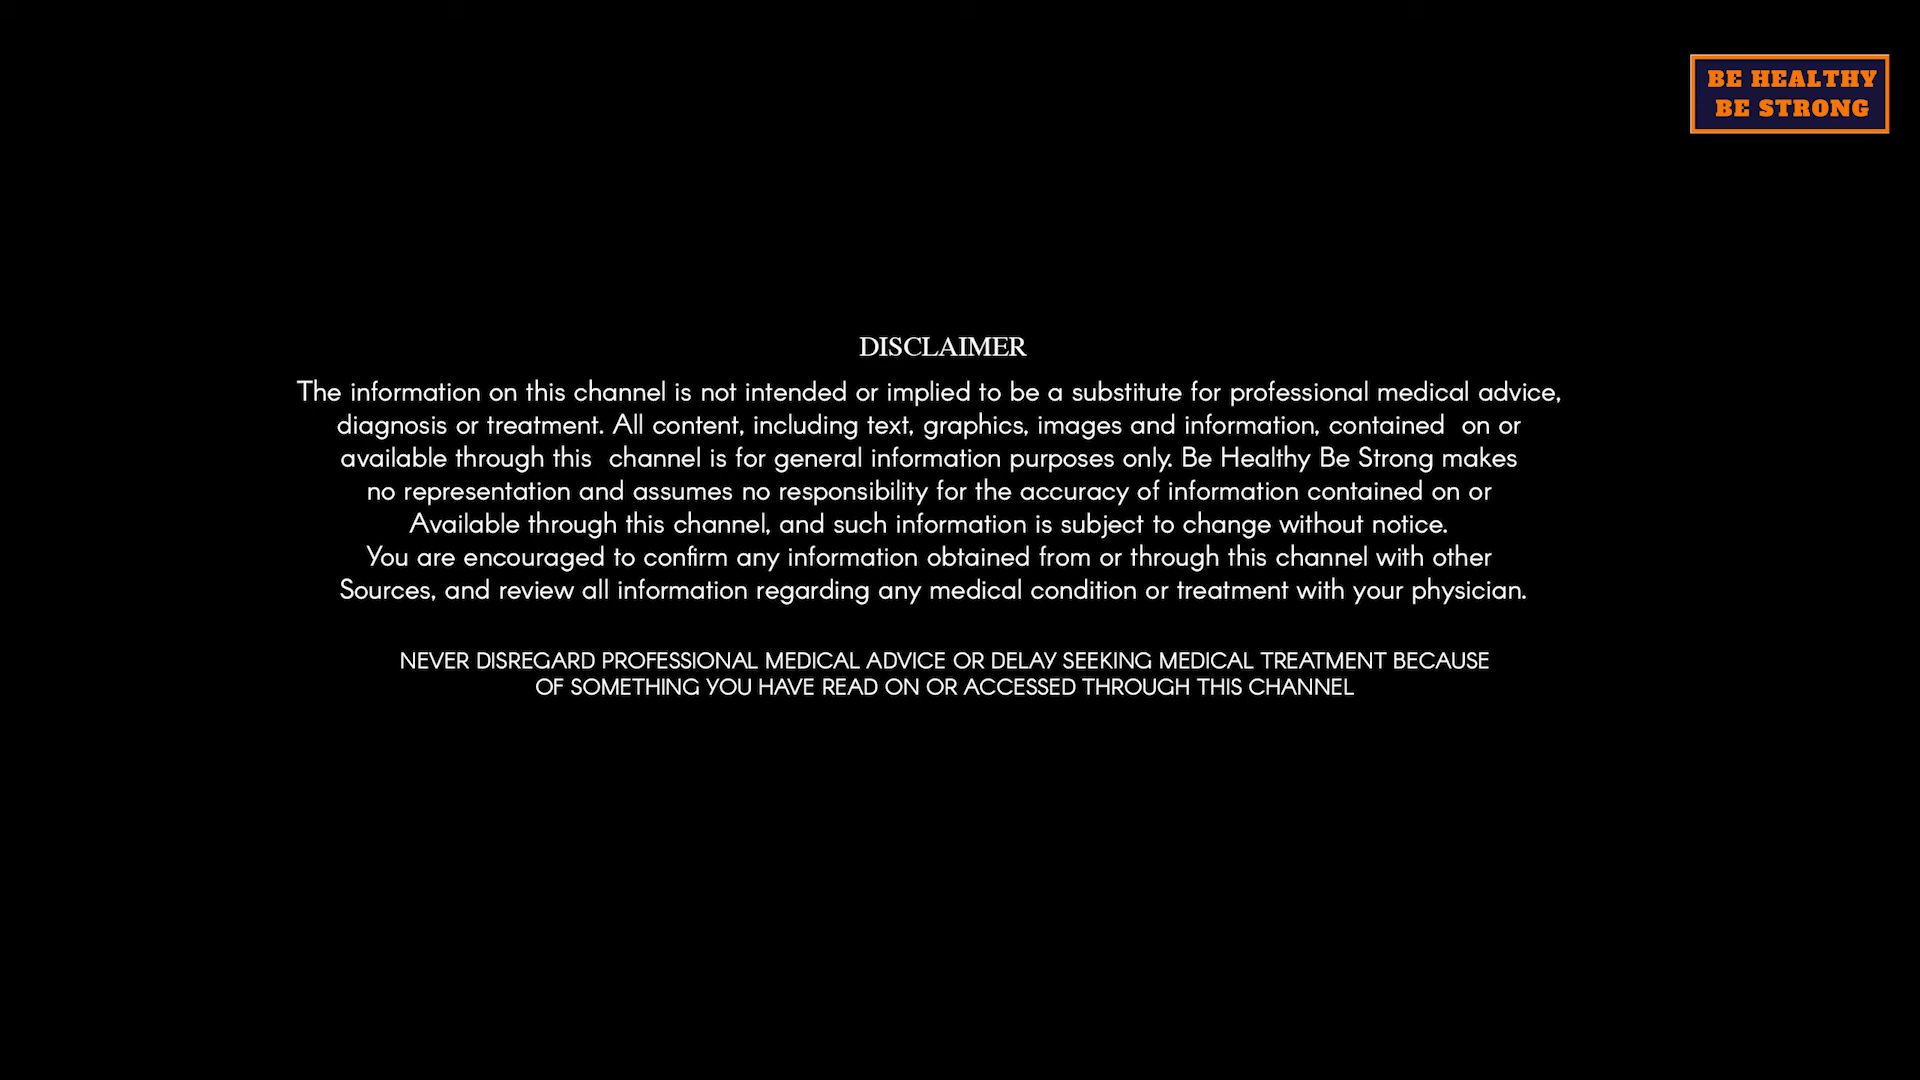 BE HEALTHY
BE STRONG
DISCLAIMER
The information on this channel is not intended or implied to be a substitute for professional medical advice,
diagnosis or treatment. All content, including text, graphics, images and information, contained  on or
available through this  channel is for general information purposes only. Be Healthy Be Strong makes
no representation and assumes no responsibility for the accuracy of information contained on or
Available through this channel, and such information is subject to change without notice.
You are encouraged to confirm any information obtained from or through this channel with other
Sources, and review all information regarding any medical condition or treatment with your physician.
NEVER DISREGARD PROFESSIONAL MEDICAL ADVICE OR DELAY SEEKING MEDICAL TREATMENT BECAUSE
OF SOMETHING YOU HAVE READ ON OR ACCESSED THROUGH THIS CHANNEL